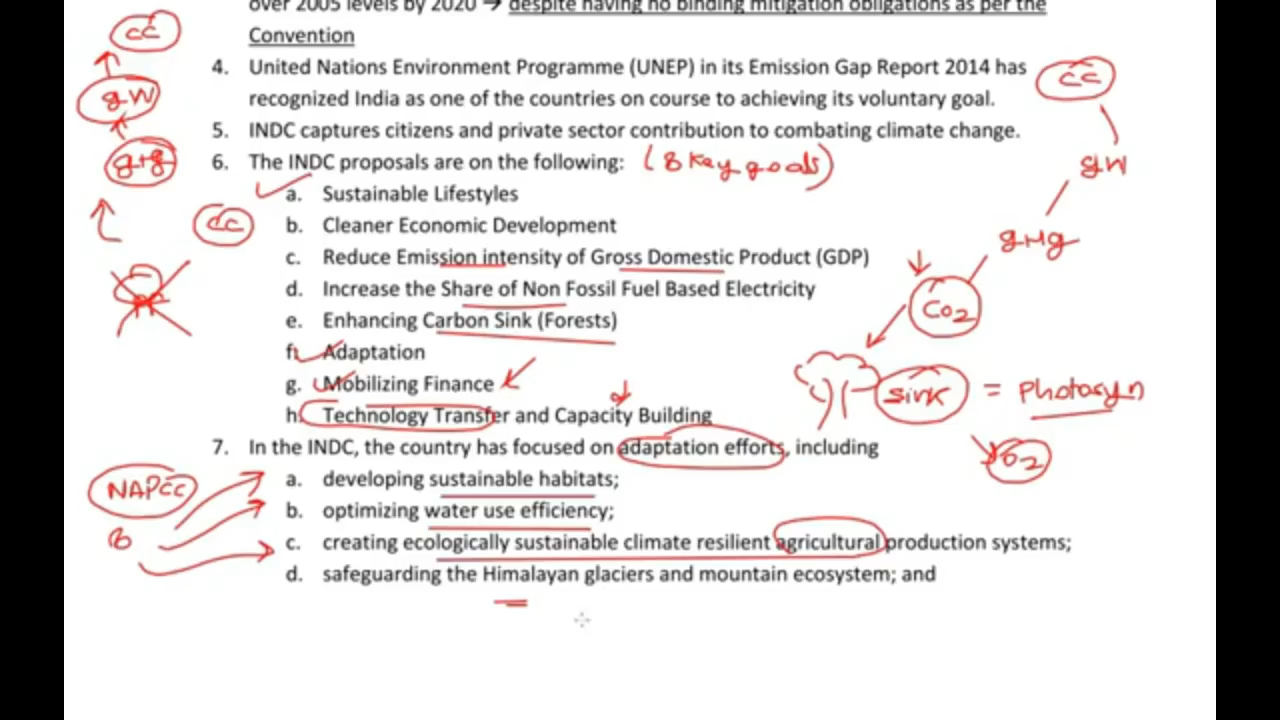 over 2005 levels by 2020 → despite having no binding mitigation obligations as per the
Convention
4. United Nations Environment Programme (UNEP) in its Emission Gap Report 2014 has
recognized India as one of the countries on course to achieving its voluntary goal.
5. INDC captures citizens and private sector contribution to combating climate change.
6. The INDC proposals are on the following: (8 key goals)
a. Sustainable Lifestyles
b. Cleaner Economic Development
c. Reduce Emission intensity of Gross Domestic Product (GDP)
d. Increase the Share of Non Fossil Fuel Based Electricity
e. Enhancing Carbon Sink (Forests)
f. Adaptation
g. Mobilizing Finance
h. Technology Transfer and Capacity Building
7. In the INDC, the country has focused on adaptation efforts, including
a. developing sustainable habitats;
b. optimizing water use efficiency;
c. creating ecologically sustainable climate resilient agricultural production systems;
d. safeguarding the Himalayan glaciers and mountain ecosystem; and
CC
gW
CC
NAPCC
8
CC
gW
gHg
CO2
Sink = Photosyn
O2